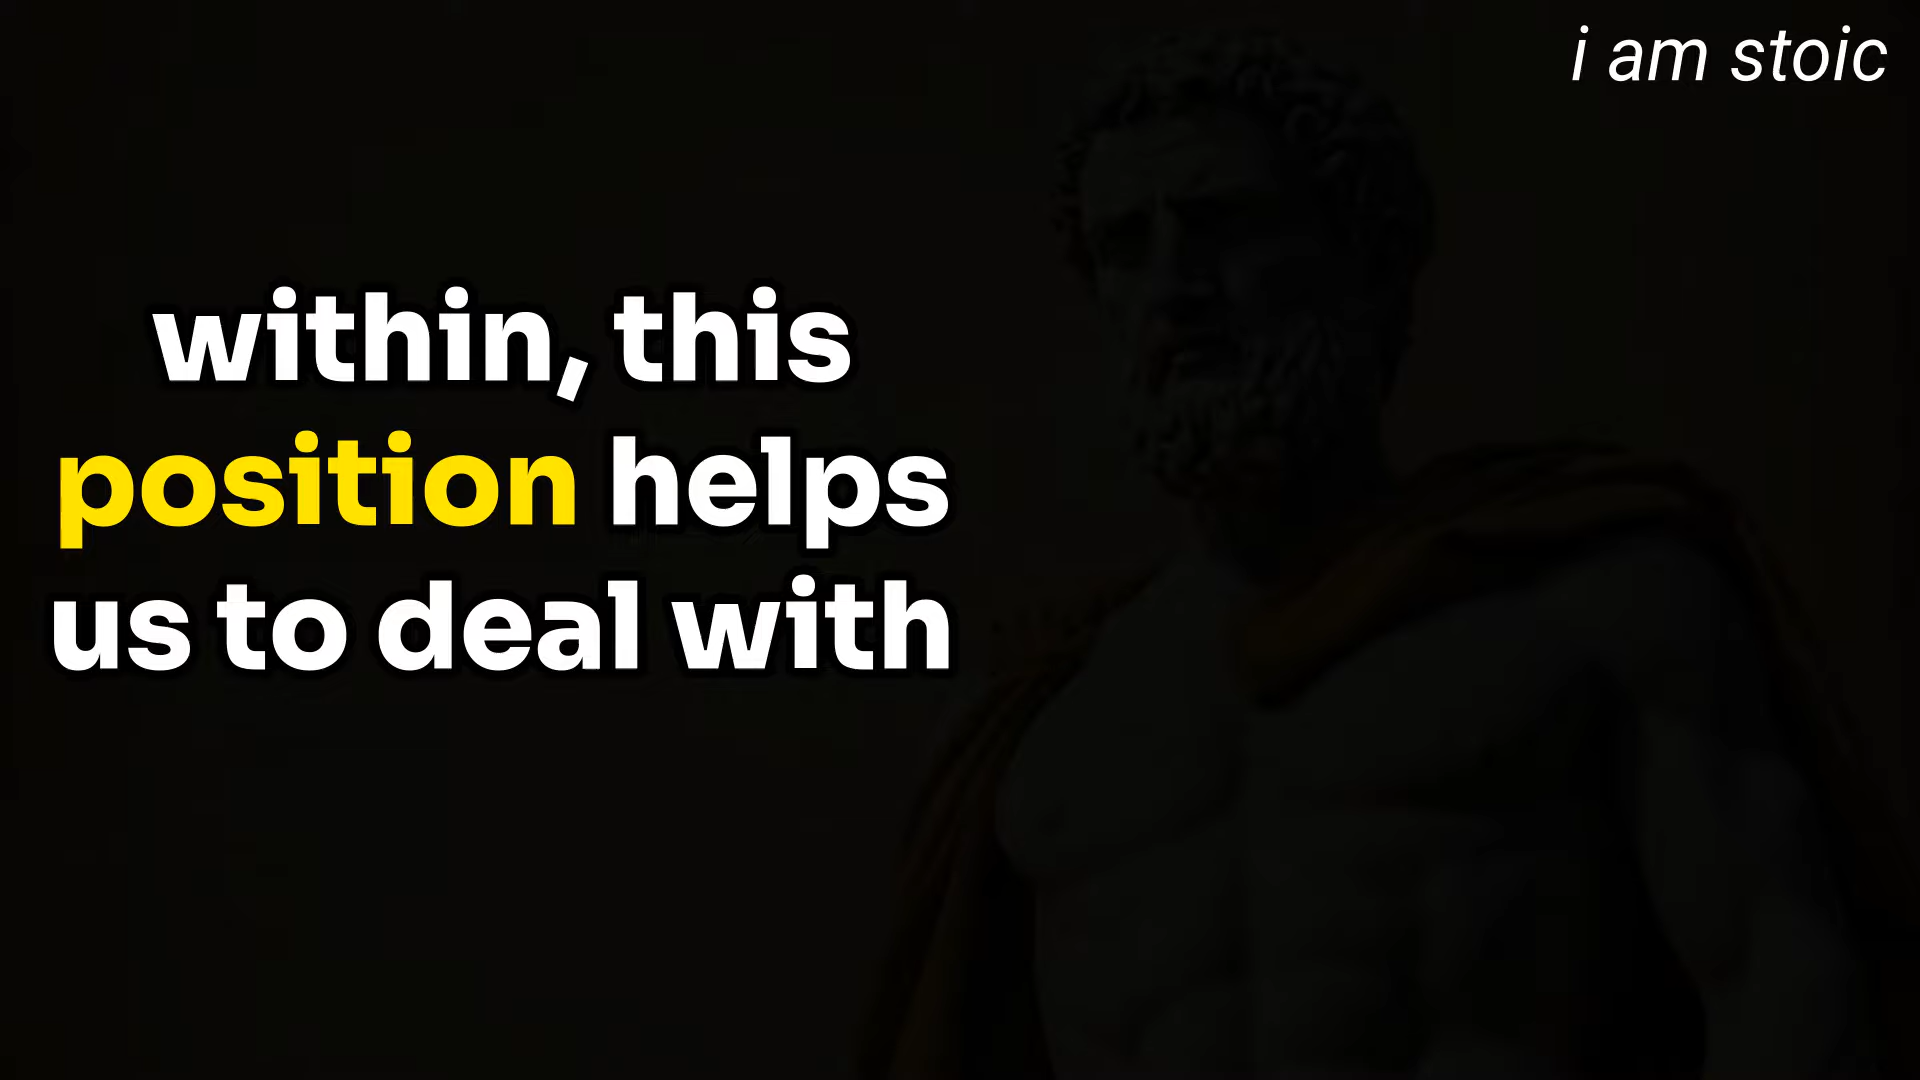 i am stoic
within, this
position helps
us to deal with